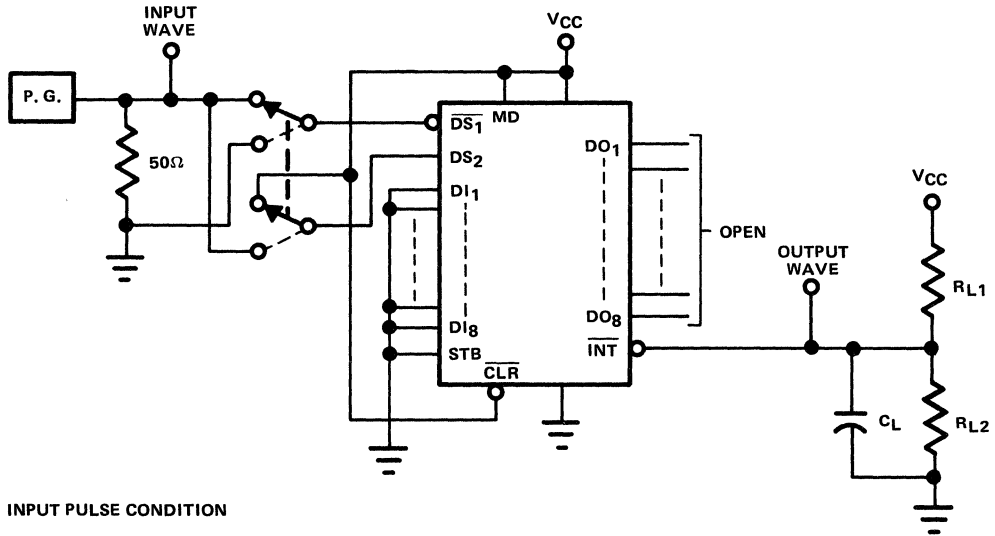 INPUT
WAVE
VCC
P. G.
MD
DS1
50Ω
DS2
DI1
DO1
VCC
OPEN
OUTPUT
WAVE
RL1
DI8
DO8
STB
INT
CLR
CL
RL2
INPUT PULSE CONDITION